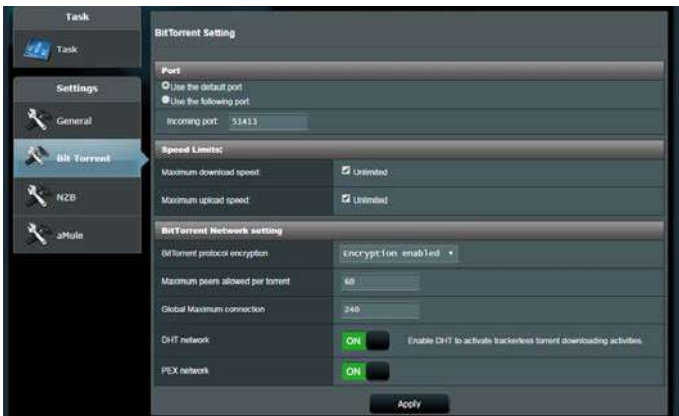 Task
Task
Settings
General
Bit Torrent
NZB
aMule
BitTorrent Setting
Port
Use the default port
Use the following port
Incoming port: 51413
Speed Limits:
Maximum download speed: Unlimited
Maximum upload speed: Unlimited
BitTorrent Network setting
BitTorrent protocol encryption Encryption enabled
Maximum peers allowed per torrent 60
Global Maximum connection 240
DHT network ON Enable DHT to activate trackerless torrent downloading activities.
PEX network ON
Apply